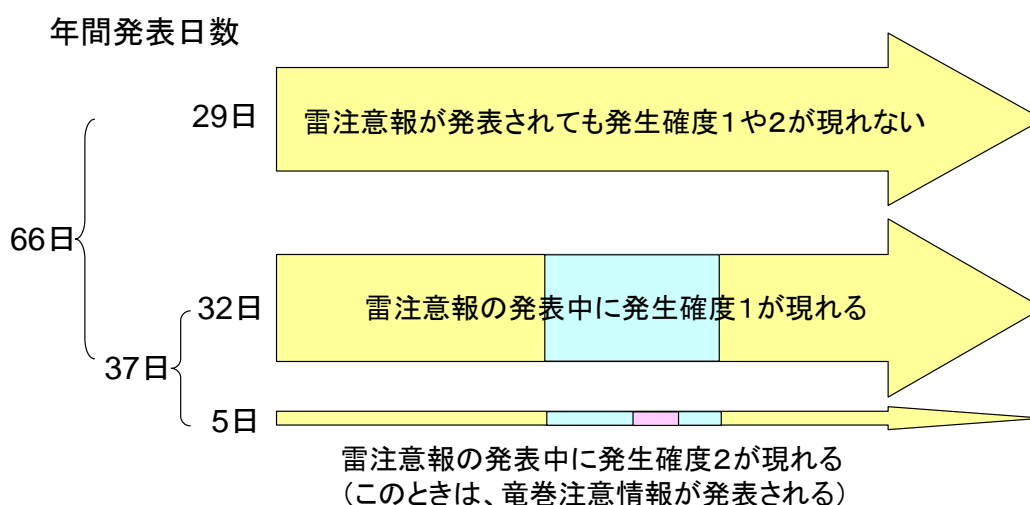 年間発表日数
29日
雷注意報が発表されても発生確度1や2が現れない
66日
32日
雷注意報の発表中に発生確度1が現れる
37日
5日
雷注意報の発表中に発生確度2が現れる
(このときは、竜巻注意情報が発表される)